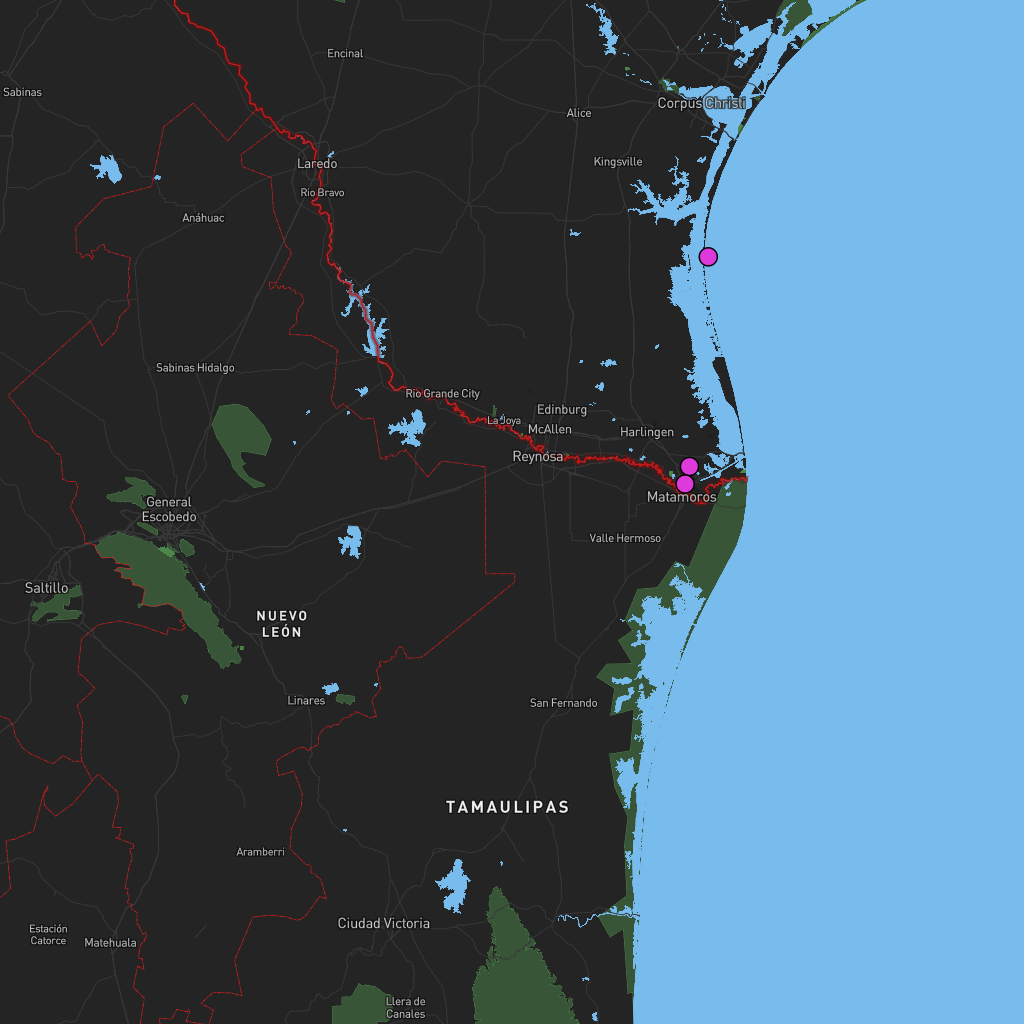 Encinal
Sabinas
Corpus Christi
Alice
Kingsville
Laredo
Rio Bravo
Anáhuac
Sabinas Hidalgo
Rio Grande City
Edinburg
La Joya
McAllen
Harlingen
Reynosa
Matamoros
General
Escobedo
Valle Hermoso
Saltillo
NUEVO
LEÓN
Linares
San Fernando
TAMAULIPAS
Aramberri
Ciudad Victoria
Estación
Catorce
Matehuala
Llera de
Canales